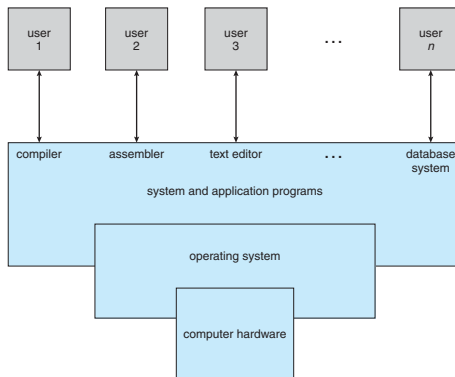 user
1
user
2
user
3
...
user
n
compiler
assembler
text editor
...
database
system
system and application programs
operating system
computer hardware